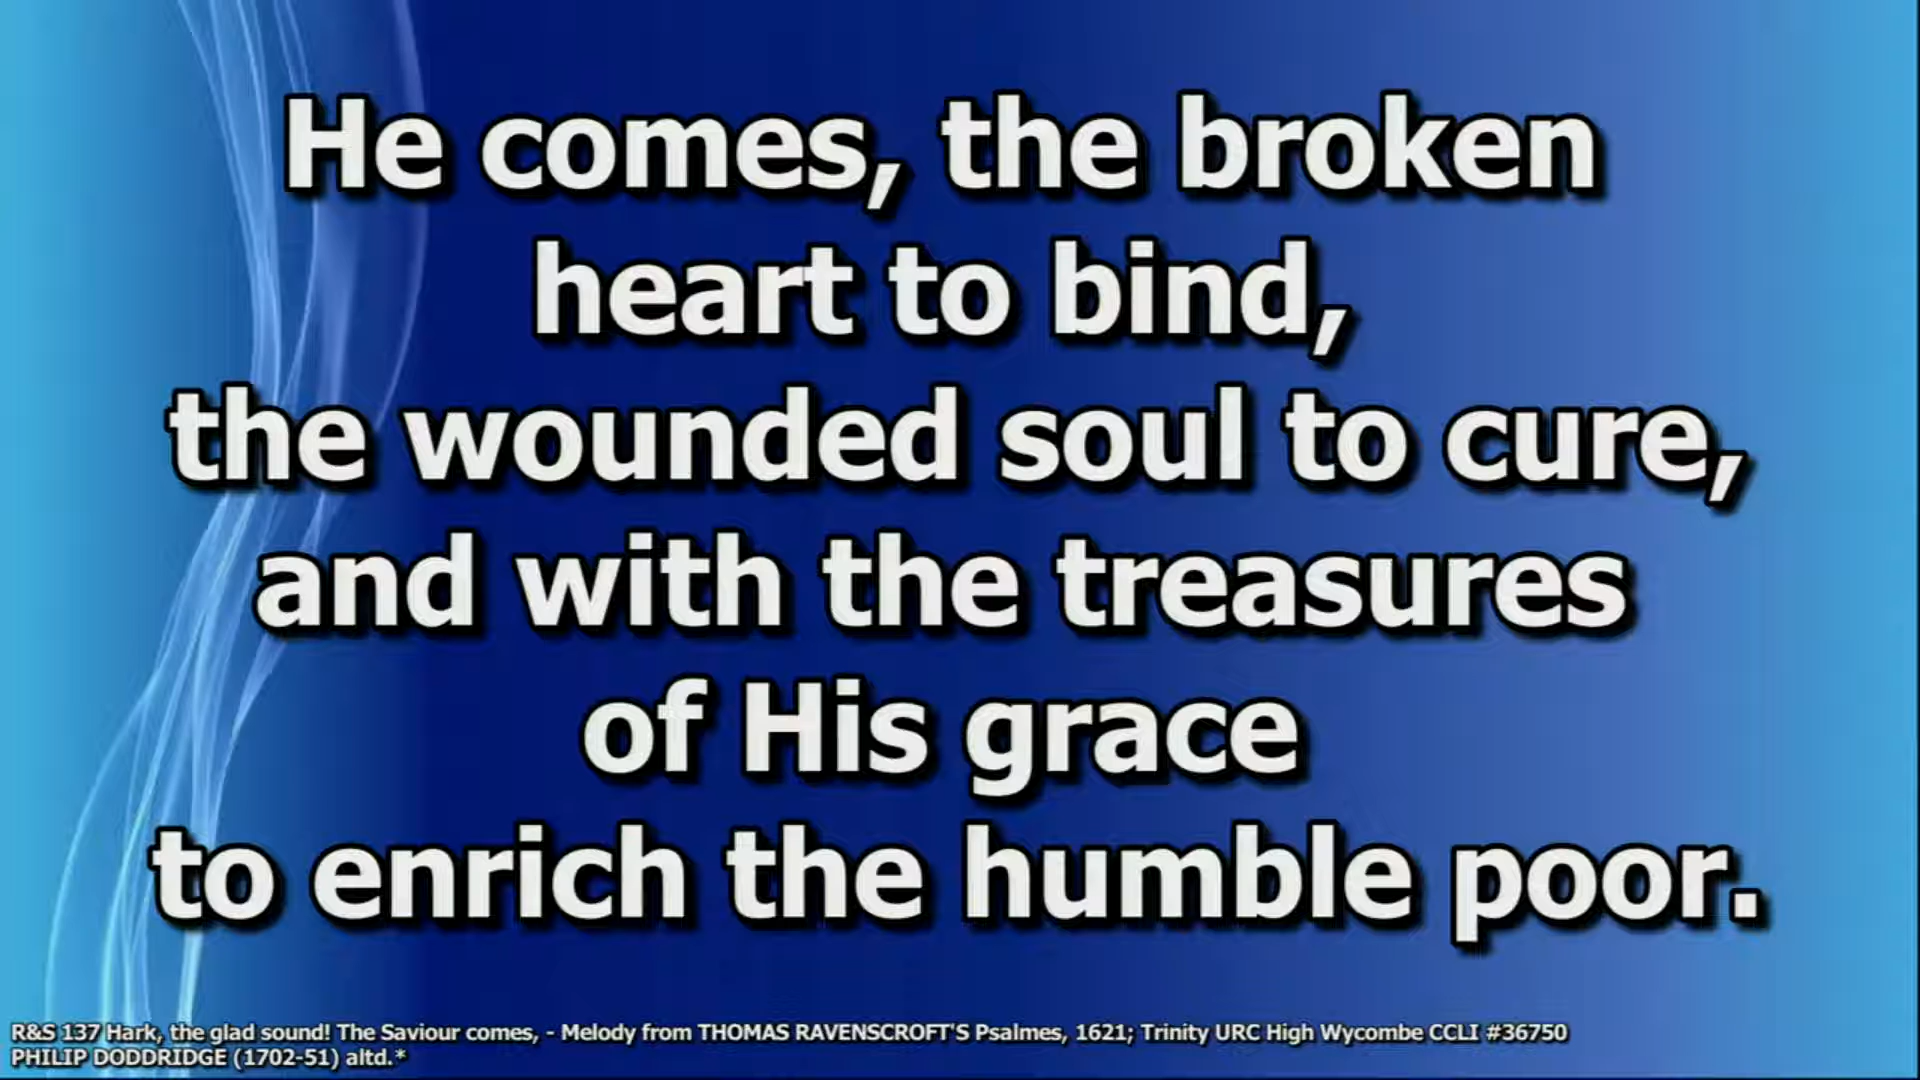 He comes, the broken
heart to bind,
the wounded soul to cure,
and with the treasures
of His grace
to enrich the humble poor.
R&S 137 Hark, the glad sound! The Saviour comes, - Melody from THOMAS RAVENSCROFT'S Psalmes, 1621; Trinity URC High Wycombe CCLI #36750
PHILIP DODDRIDGE (1702-51) altd.*